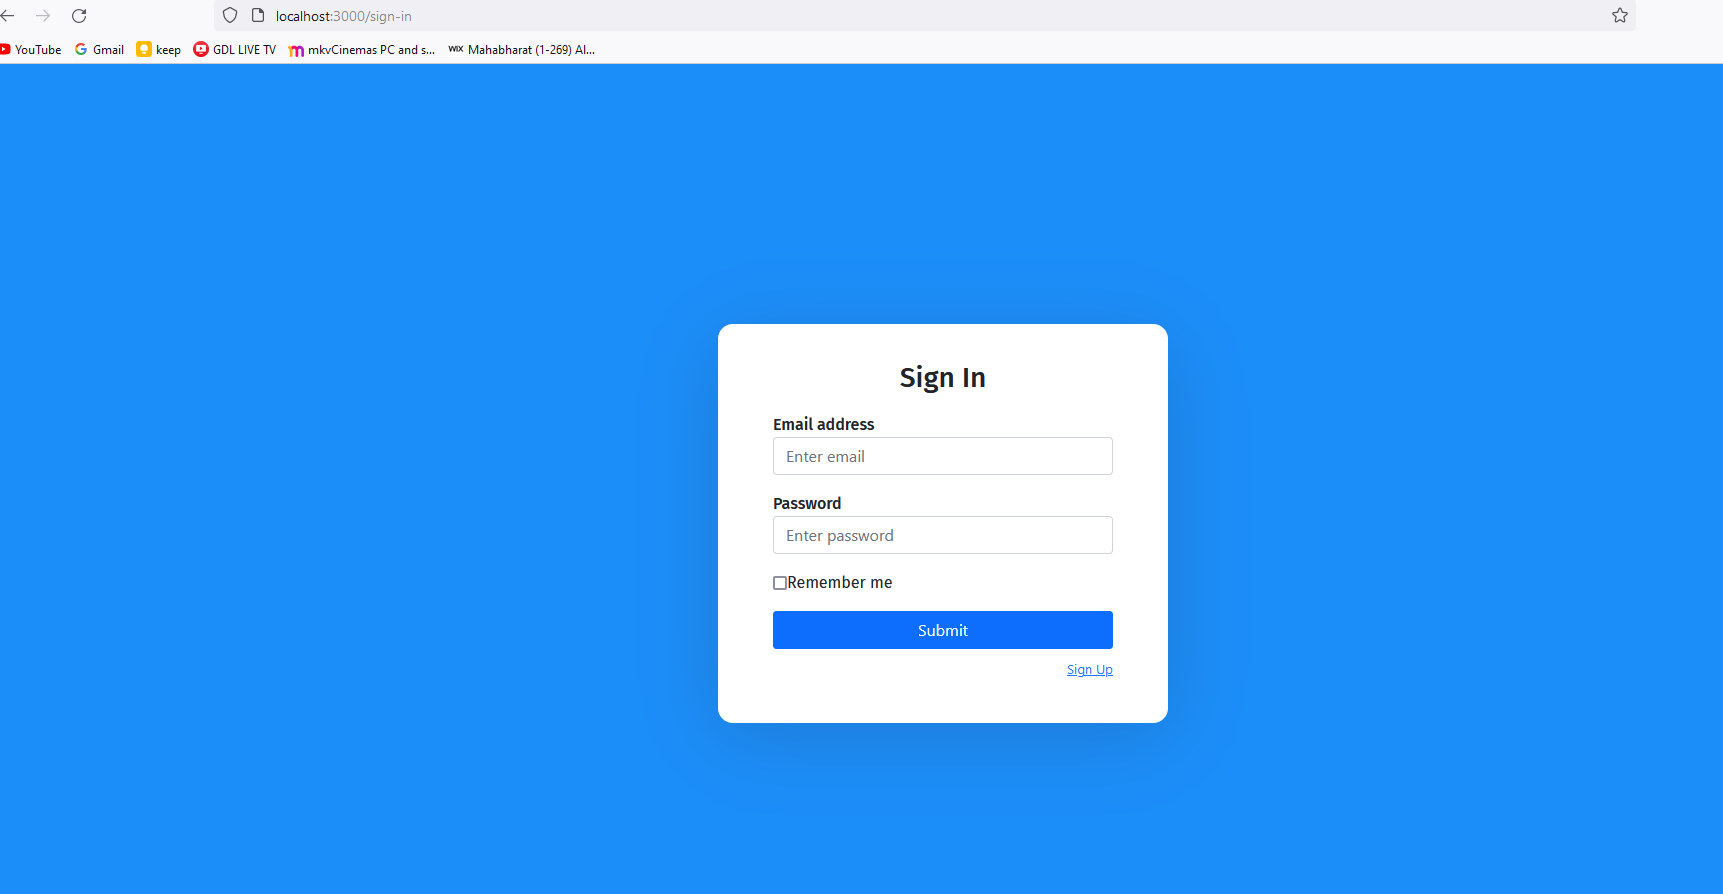 localhost:3000/sign-in
YouTube Gmail keep GDL LIVE TV mkvCinemas PC and s... WIX Mahabharat (1-269) Al...
Sign In
Email address
Enter email
Password
Enter password
Remember me
Submit
Sign Up